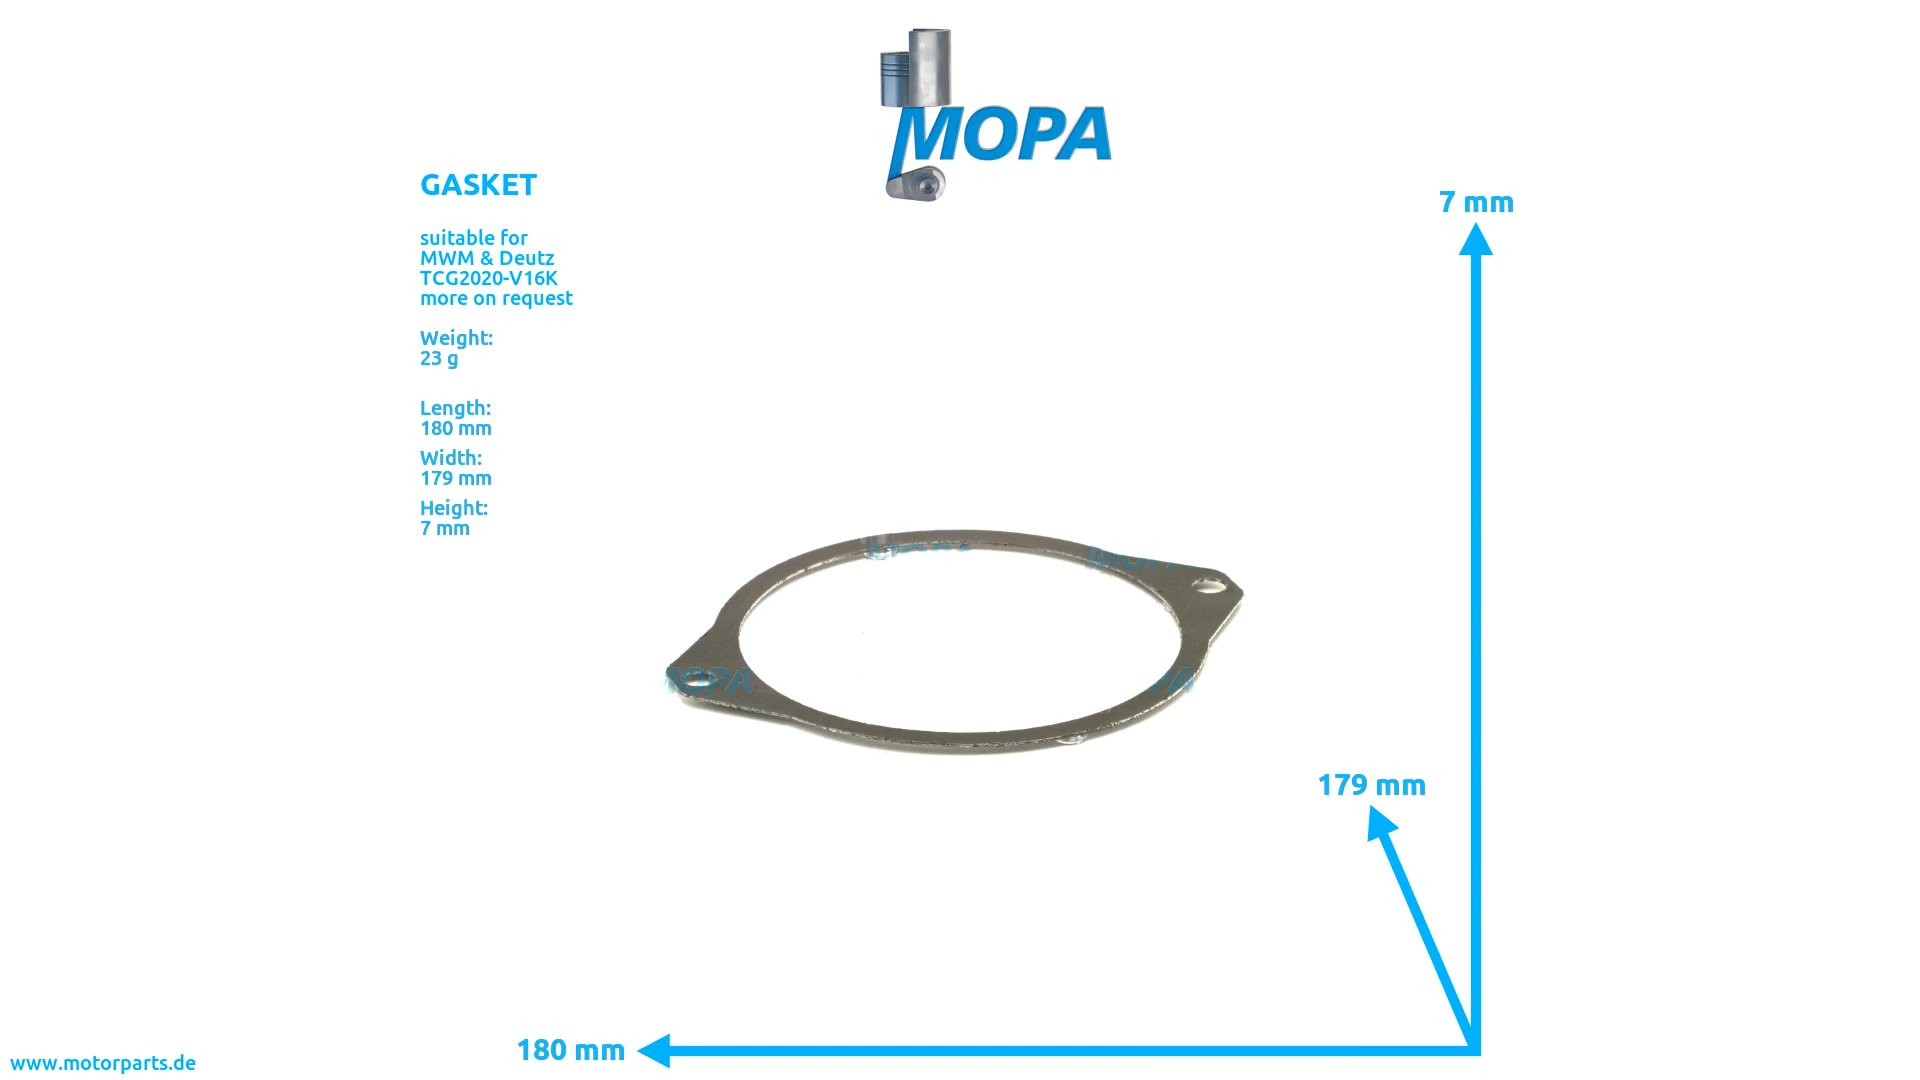 MOPA
GASKET
suitable for
MWM & Deutz
TCG2020-V16K
more on request
Weight:
23 g
Length:
180 mm
Width:
179 mm
Height:
7 mm
7 mm
179 mm
180 mm
www.motorparts.de